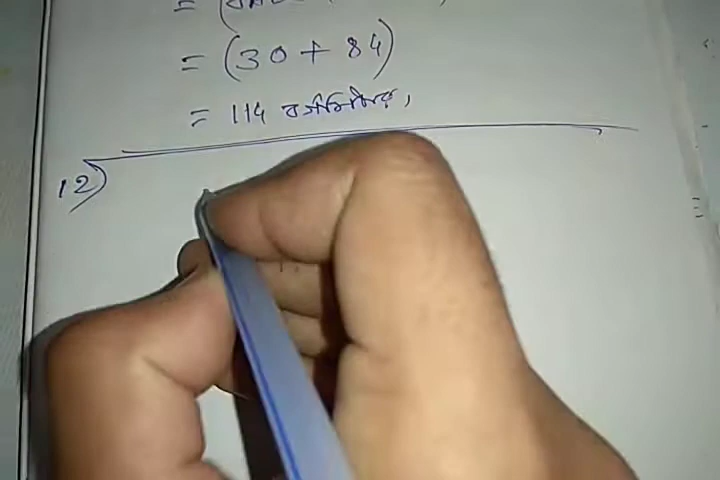 = (30 + 84)
= 114 বর্গমিটার,
12)